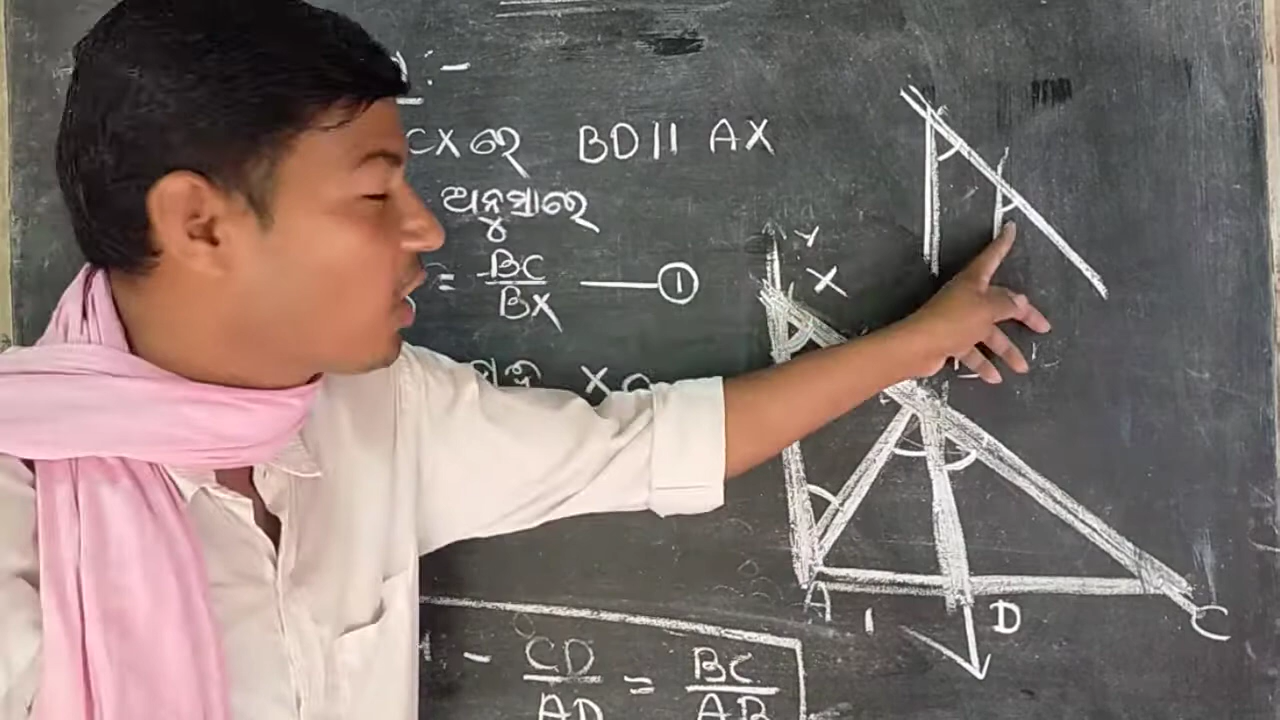 CX ରେ BD || AX
ଅନୁସାରେ
= BC / BX ——— ①
Y
X
A
D
C
CD / AD = BC / AB